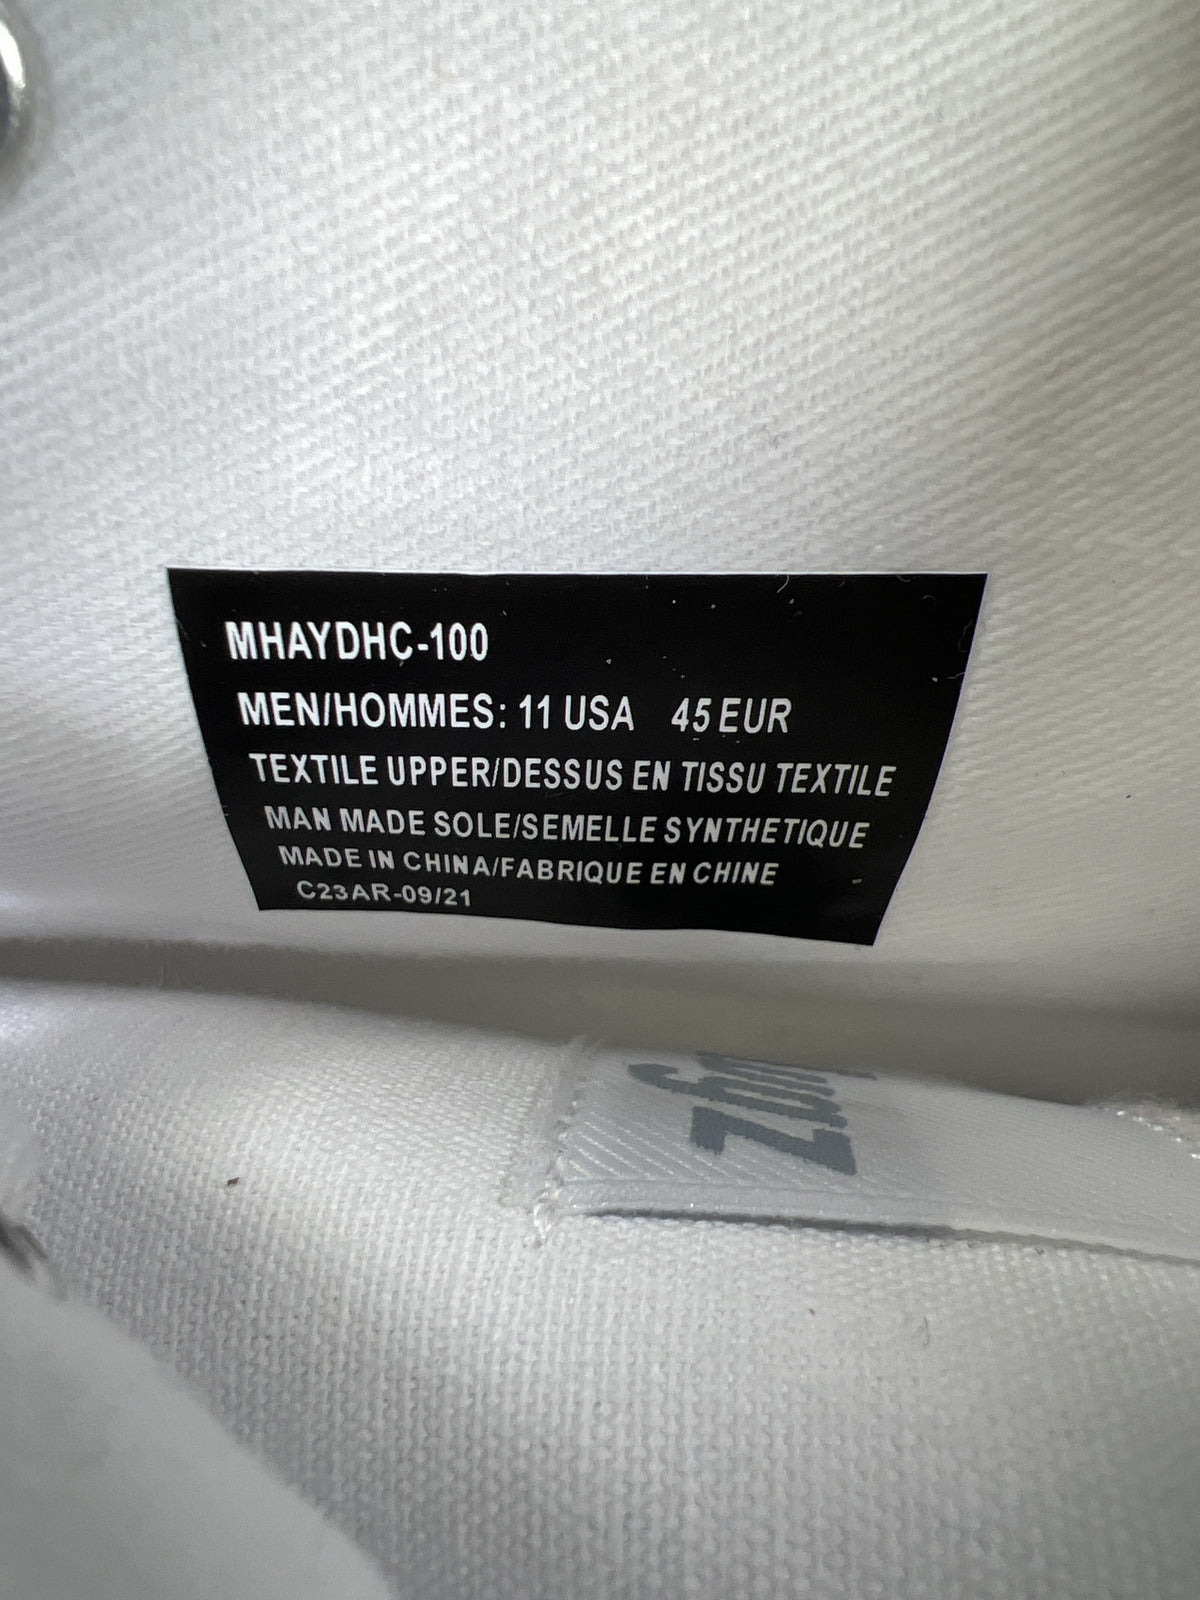 MHAYDHC-100
MEN/HOMMES: 11 USA 45 EUR
TEXTILE UPPER/DESSUS EN TISSU TEXTILE
MAN MADE SOLE/SEMELLE SYNTHETIQUE
MADE IN CHINA/FABRIQUE EN CHINE
C23AR-09/21